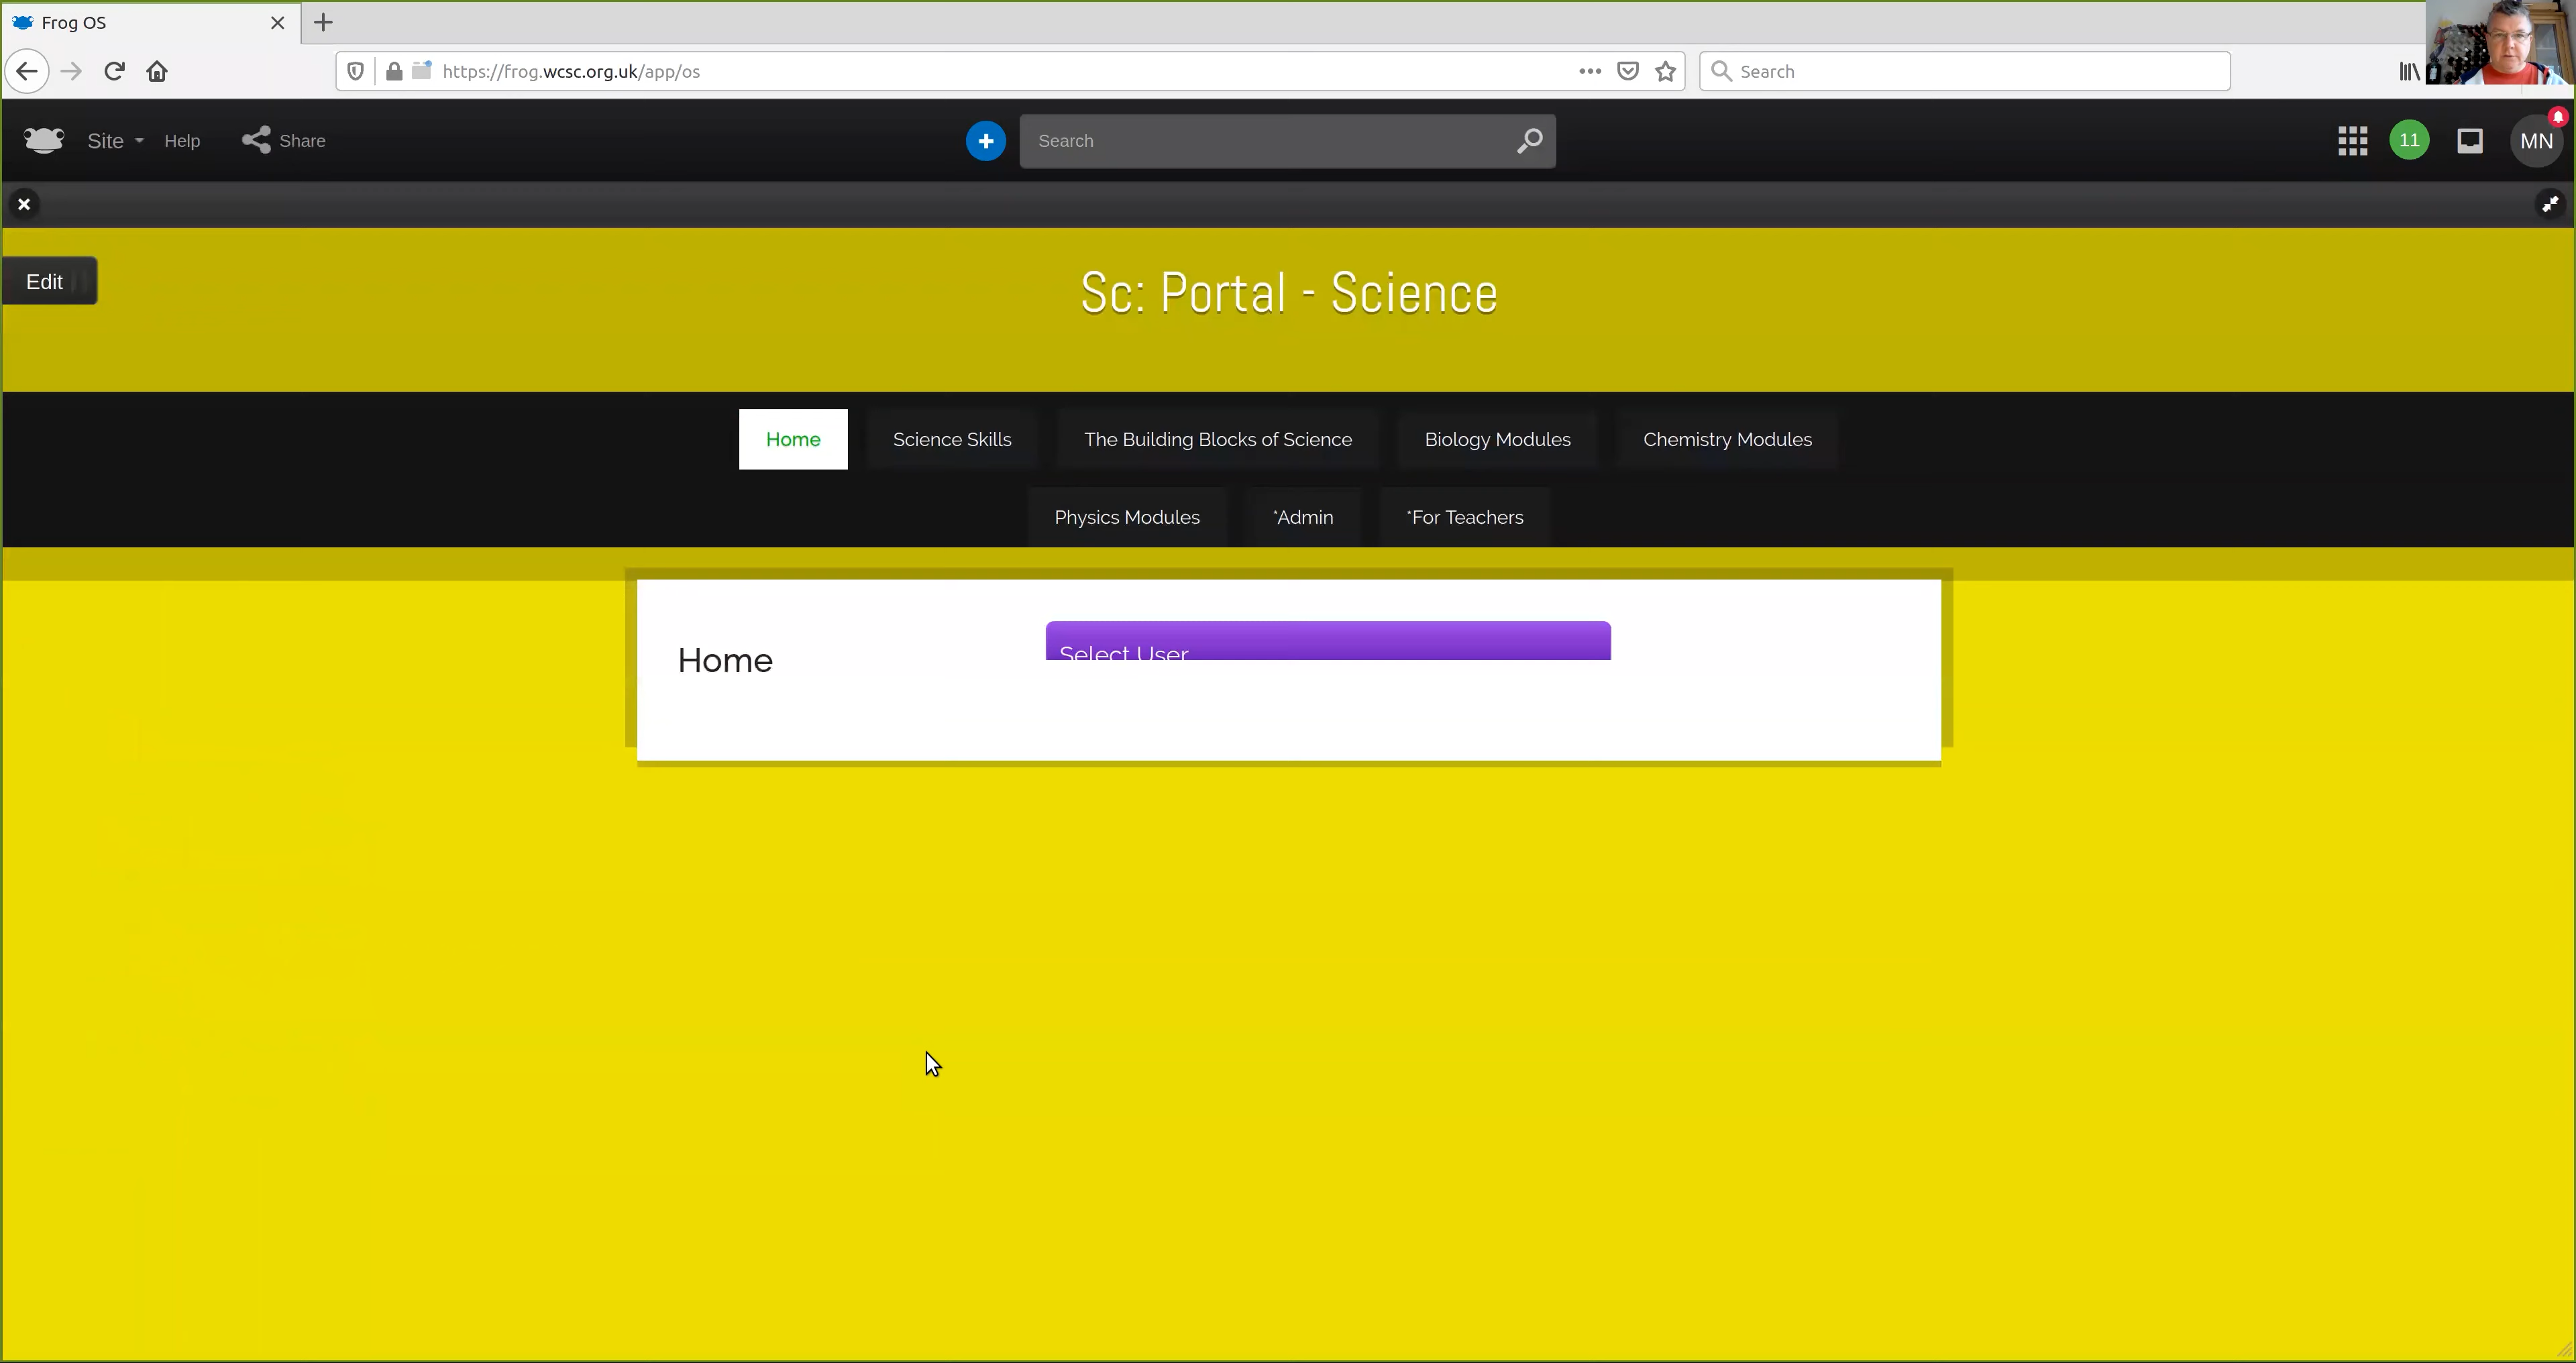 Frog OS
https://frog.wcsc.org.uk/app/os
Search
Site
Help
Share
Search
11
MN
Edit
Sc: Portal - Science
Home
Science Skills
The Building Blocks of Science
Biology Modules
Chemistry Modules
Physics Modules
*Admin
*For Teachers
Home
Select User